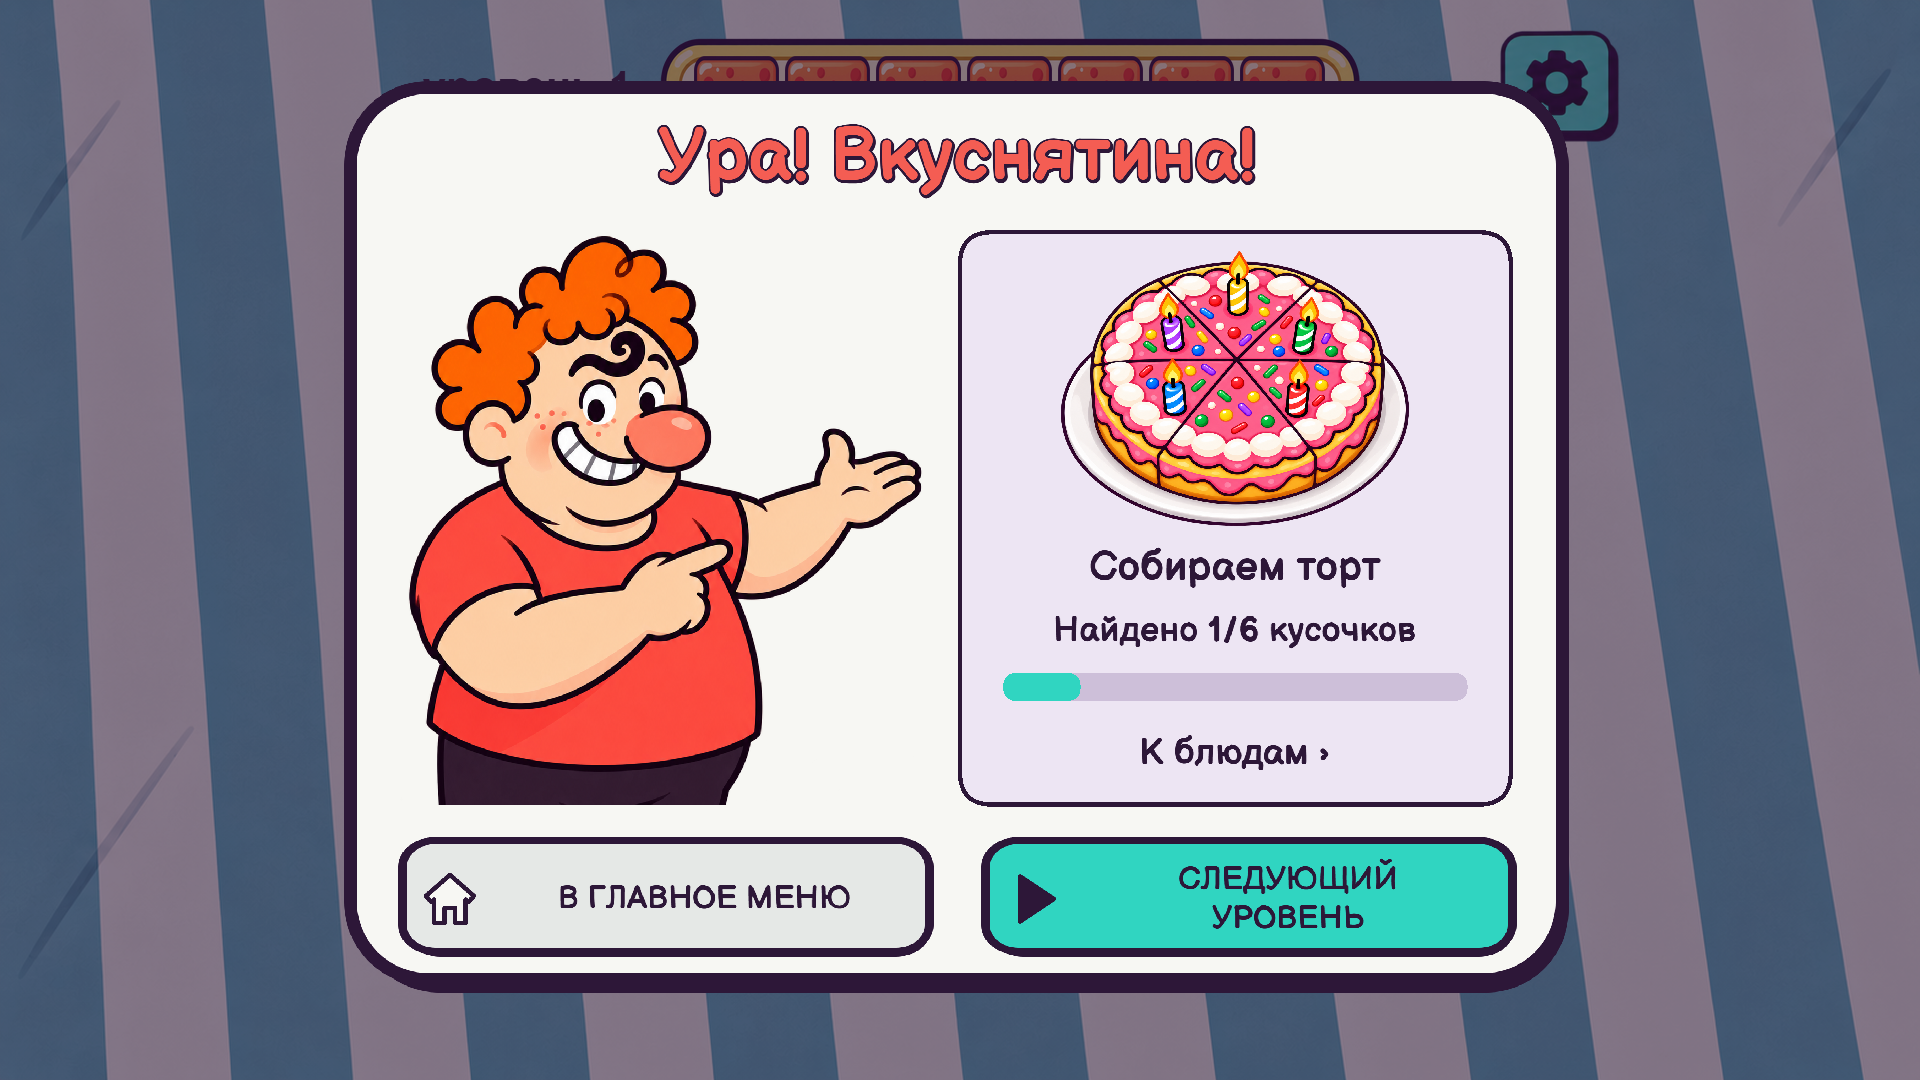 Ура! Вкуснятина!
Собираем торт
Найдено 1/6 кусочков
К блюдам ›
В ГЛАВНОЕ МЕНЮ
СЛЕДУЮЩИЙ
УРОВЕНЬ